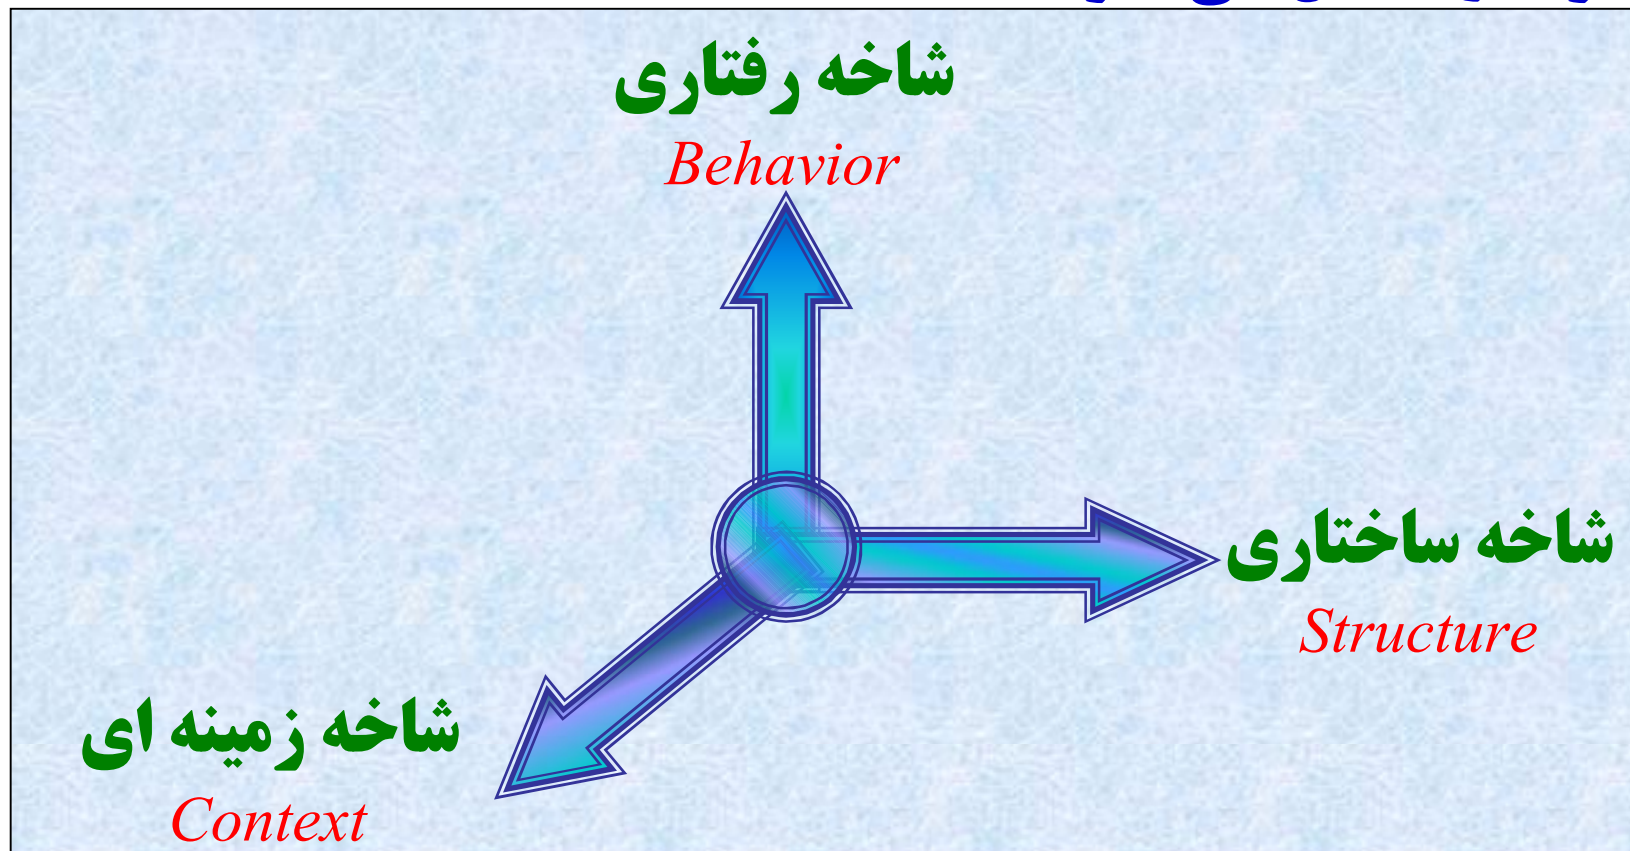 شاخه رفتاری
Behavior
شاخه ساختاری
Structure
شاخه زمینه ای
Context